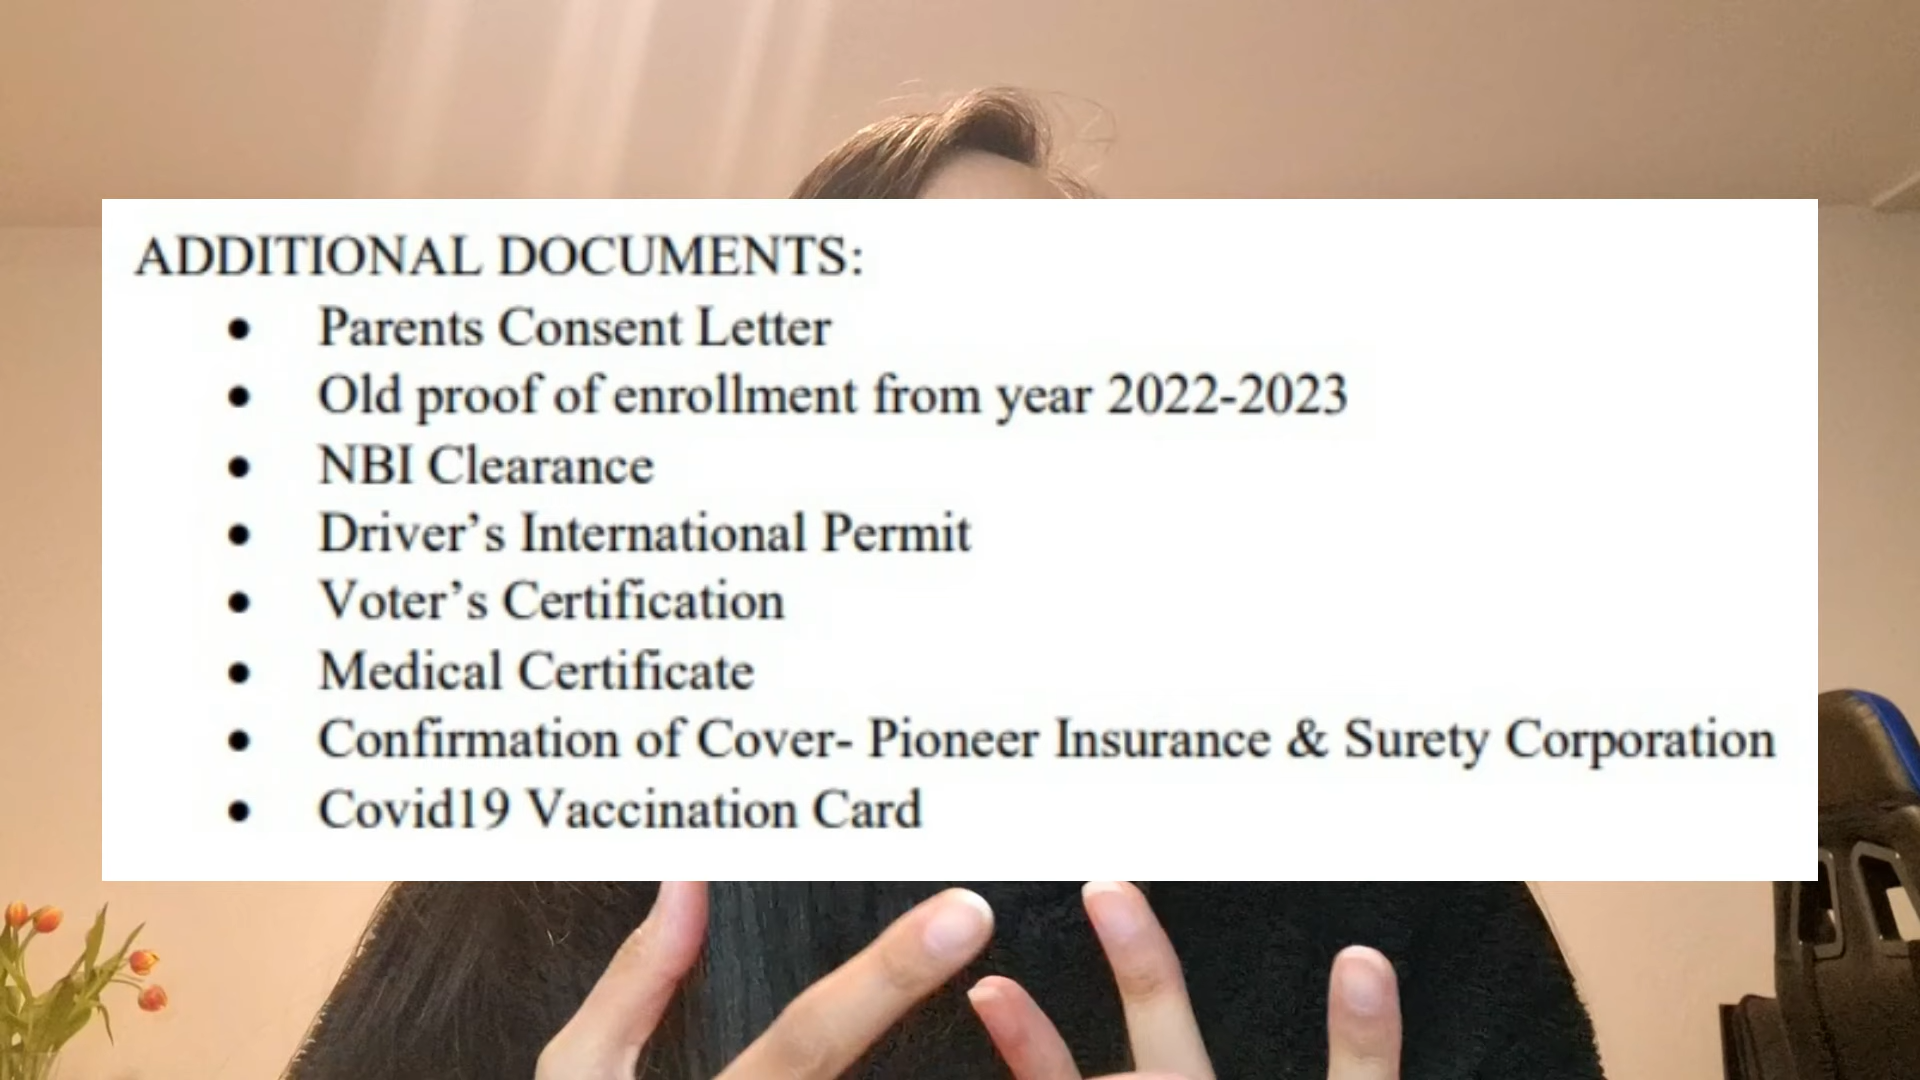 ADDITIONAL DOCUMENTS:
• Parents Consent Letter
• Old proof of enrollment from year 2022-2023
• NBI Clearance
• Driver’s International Permit
• Voter’s Certification
• Medical Certificate
• Confirmation of Cover- Pioneer Insurance & Surety Corporation
• Covid19 Vaccination Card